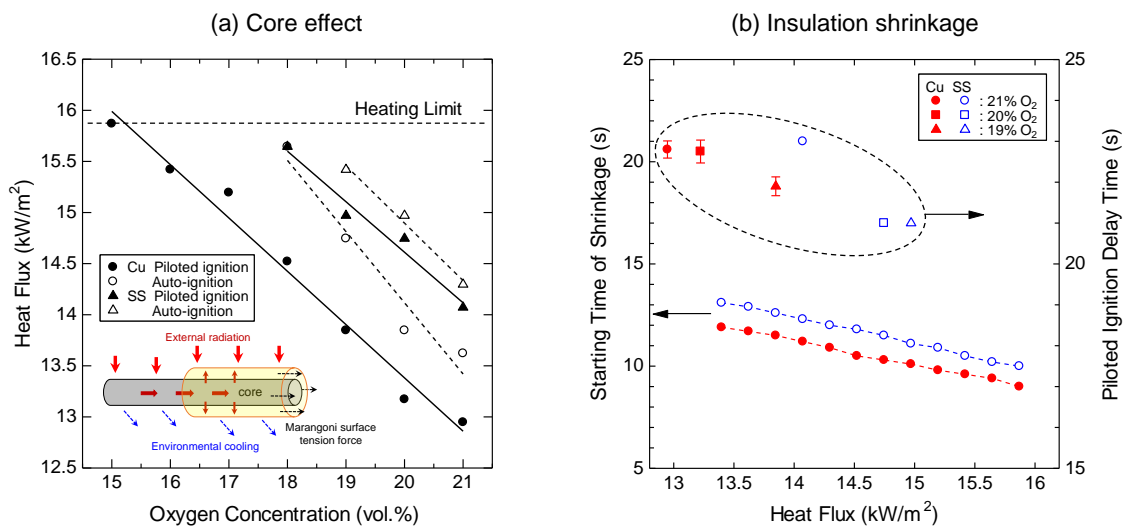 (a) Core effect
16.5
16
15.5
15
14.5
14
13.5
13
12.5
Heat Flux (kW/m²)
Heating Limit
Cu Piloted ignition
Auto-ignition
SS Piloted ignition
Auto-ignition
External radiation
core
Marangoni surface
tension force
Environmental cooling
15 16 17 18 19 20 21
Oxygen Concentration (vol.%)
(b) Insulation shrinkage
25
20
15
10
5
Starting Time of Shrinkage (s)
Cu SS
: 21% O₂
: 20% O₂
: 19% O₂
25
20
15
Piloted Ignition Delay Time (s)
13 13.5 14 14.5 15 15.5 16
Heat Flux (kW/m²)